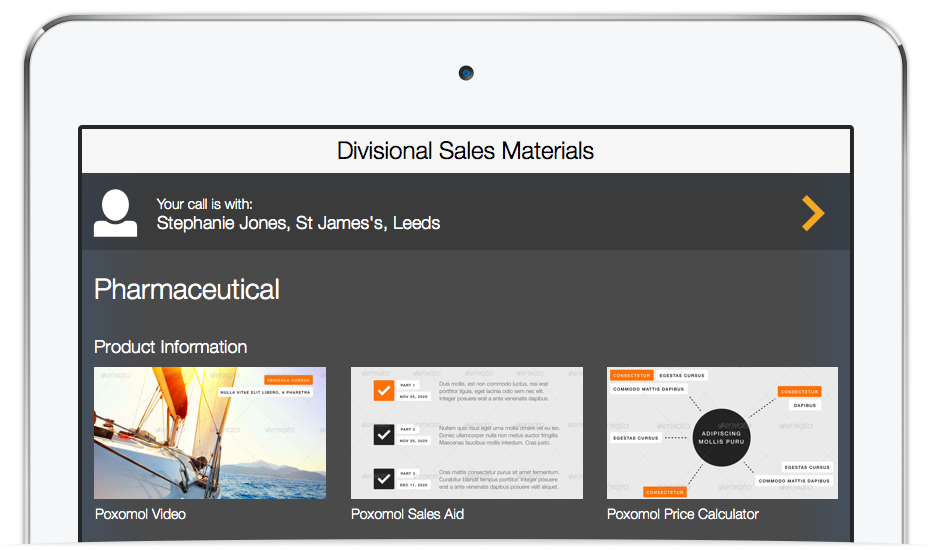 Divisional Sales Materials
Your call is with:
Stephanie Jones, St James's, Leeds
Pharmaceutical
Product Information
VEHICULA CURSUS
NULLA VITAE ELIT LIBERO, A PHARETRA
Poxomol Video
PART 1
NOV 25, 2020
Duis mollis, est non commodo luctus, nisi erat
porttitor ligula, eget lacinia odio sem nec elit.
Integer posuere erat a ante venenatis dapibus.
PART 2
NOV 29, 2020
Nullam quis risus eget urna mollis ornare vel eu leo.
Donec ullamcorper nulla non metus auctor fringilla.
Maecenas faucibus mollis interdum. Cras justo.
PART 3
DEC 11, 2020
Cras mattis consectetur purus sit amet fermentum.
Curabitur blandit tempus porttitor. Integer posuere
erat a ante venenatis dapibus posuere velit aliquet.
Poxomol Sales Aid
CONSECTETUR
EGESTAS CURSUS
COMMODO MATTIS DAPIBUS
CONSECTETUR
DAPIBUS
ADIPISCING
MOLLIS PURU
EGESTAS CURSUS
EGESTAS CURSUS
COMMODO MATTIS DAPIBUS
CONSECTETUR
Poxomol Price Calculator